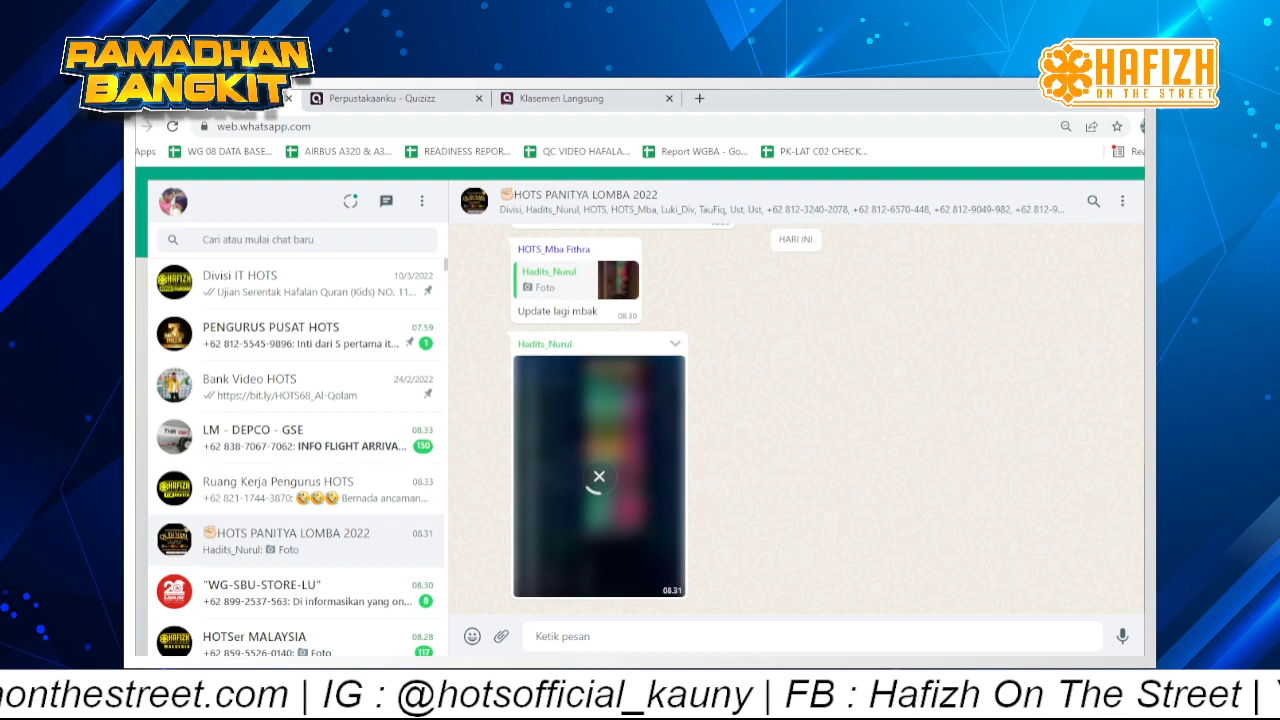 RAMADHAN
BANGKIT
HAFIZH
ON THE STREET
Perpustakaanku - Quizizz
Klasemen Langsung
web.whatsapp.com
Apps
WG 08 DATA BASE...
AIRBUS A320 & A3...
READINESS REPOR...
QC VIDEO HAFALA...
Report WGBA - Go...
PK-LAT C02 CHECK...
Rea
HOTS PANITYA LOMBA 2022
Divisi, Hadits_Nurul, HOTS, HOTS_Mba, Luki_Div, TauFiq, Ust, Ust, +62 812-3240-2078, +62 812-6570-448, +62 812-9049-982, +62 812-9...
Cari atau mulai chat baru
HARI INI
Divisi IT HOTS
10/3/2022
Ujian Serentak Hafalan Quran (Kids) NO. 11...
PENGURUS PUSAT HOTS
07.59
+62 812-5545-9896: Inti dari S pertama it...
1
Bank Video HOTS
24/2/2022
https://bit.ly/HOTS68_Al-Qolam
LM - DEPCO - GSE
08.33
+62 838-7067-7062: INFO FLIGHT ARRIVA...
150
Ruang Kerja Pengurus HOTS
08.33
+62 821-1744-3870: 🤣🤣🤣 Bernada ancaman...
✊🏻HOTS PANITYA LOMBA 2022
08.31
Hadits_Nurul: Foto
"WG-SBU-STORE-LU"
08.30
+62 899-2537-563: Di informasikan yang on...
8
HOTSer MALAYSIA
08.28
+62 859-5526-0140: Foto
117
HOTS_Mba Fithra
Hadits_Nurul
Foto
Update lagi mbak
08.30
Hadits_Nurul
08.31
Ketik pesan
nonthestreet.com | IG : @hotsofficial_kauny | FB : Hafizh On The Street |